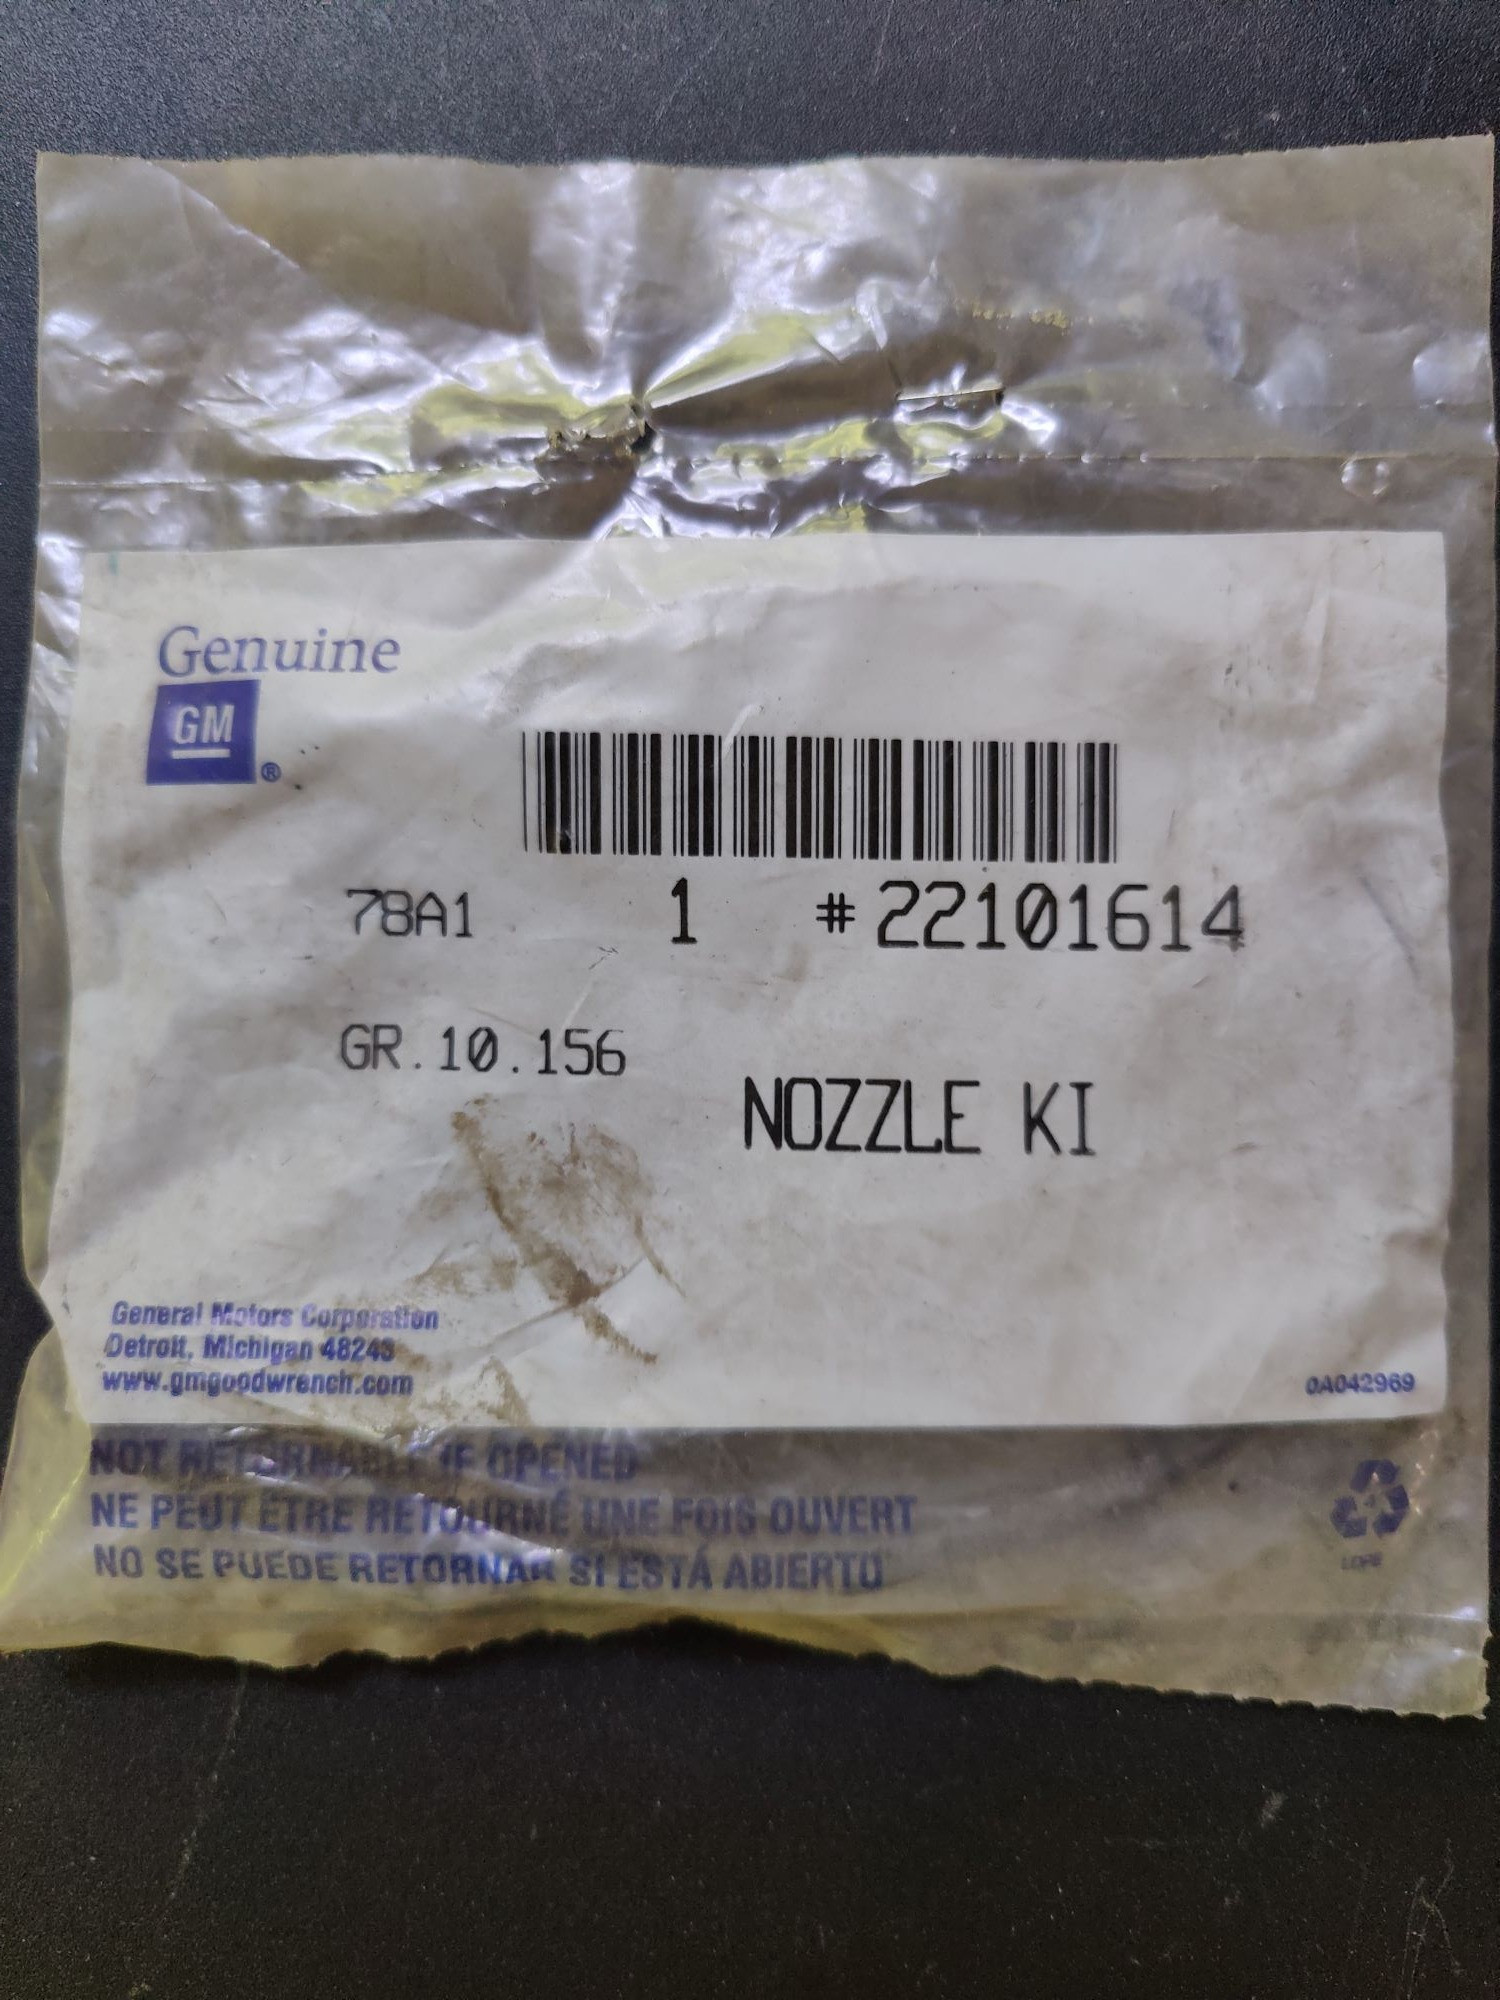 Genuine
GM
®
78A1 1 #22101614
GR.10.156
NOZZLE KI
General Motors Corporation
Detroit, Michigan 48243
www.gmgoodwrench.com
0A042969
NOT RETURNABLE IF OPENED
NE PEUT ÊTRE RETOURNÉ UNE FOIS OUVERT
NO SE PUEDE RETORNAR SI ESTÁ ABIERTO
4
LDPE